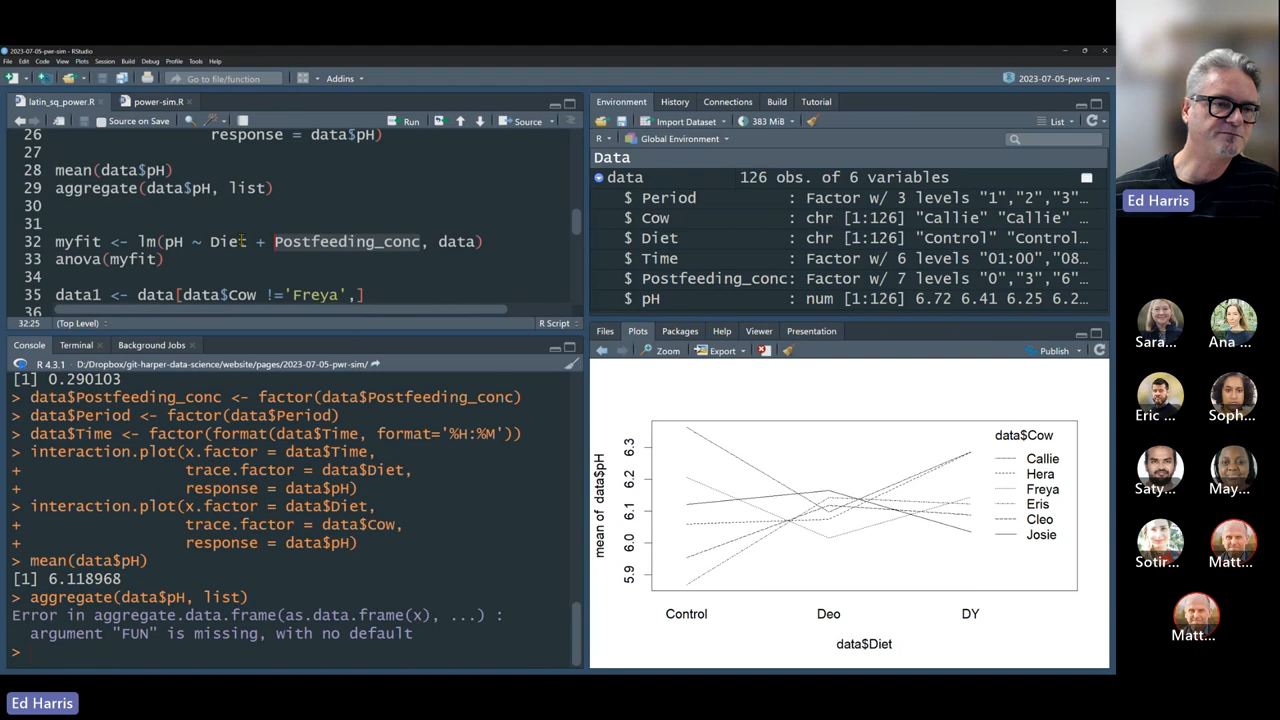 2023-07-05-pwr-sim - RStudio
File Edit Code View Plots Session Build Debug Profile Tools Help
Go to file/function
Addins
2023-07-05-pwr-sim
latin_sq_power.R
power-sim.R
Source on Save
Run
Source
26 response = data$pH)
27
28 mean(data$pH)
29 aggregate(data$pH, list)
30
31
32 myfit <- lm(pH ~ Diet + Postfeeding_conc, data)
33 anova(myfit)
34
35 data1 <- data[data$Cow !='Freya',]
36
32:25 (Top Level)
R Script
Console Terminal Background Jobs
R 4.3.1 · D:/Dropbox/git-harper-data-science/website/pages/2023-07-05-pwr-sim/
[1] 0.290103
> data$Postfeeding_conc <- factor(data$Postfeeding_conc)
> data$Period <- factor(data$Period)
> data$Time <- factor(format(data$Time, format='%H:%M'))
> interaction.plot(x.factor = data$Time,
+ trace.factor = data$Diet,
+ response = data$pH)
> interaction.plot(x.factor = data$Diet,
+ trace.factor = data$Cow,
+ response = data$pH)
> mean(data$pH)
[1] 6.118968
> aggregate(data$pH, list)
Error in aggregate.data.frame(as.data.frame(x), ...) :
argument "FUN" is missing, with no default
>
Environment History Connections Build Tutorial
Import Dataset
383 MiB
List
R
Global Environment
Data
data 126 obs. of 6 variables
$ Period : Factor w/ 3 levels "1","2","3"…
$ Cow : chr [1:126] "Callie" "Callie" …
$ Diet : chr [1:126] "Control" "Control"…
$ Time : Factor w/ 6 levels "01:00","08…
$ Postfeeding_conc: Factor w/ 7 levels "0","3","6"…
$ pH : num [1:126] 6.72 6.41 6.25 6.2…
Files Plots Packages Help Viewer Presentation
Zoom
Export
Publish
mean of data$pH
6.3
6.2
6.1
6.0
5.9
Control Deo DY
data$Diet
data$Cow
Callie
Hera
Freya
Eris
Cleo
Josie
Ed Harris
Sara...
Ana ...
Eric ...
Soph...
Saty...
May...
Sotir...
Matt...
Matt...
Ed Harris